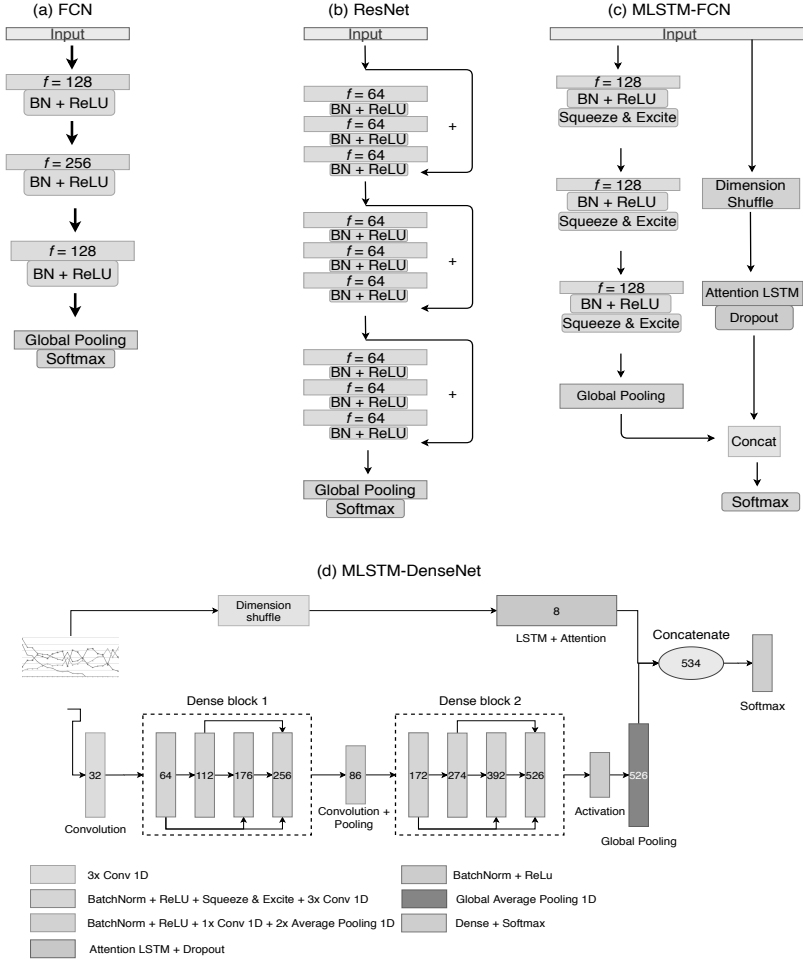 (a) FCN
Input
f = 128
BN + ReLU
f = 256
BN + ReLU
f = 128
BN + ReLU
Global Pooling
Softmax
(b) ResNet
Input
f = 64
BN + ReLU
f = 64
BN + ReLU
f = 64
BN + ReLU
+
f = 64
BN + ReLU
f = 64
BN + ReLU
f = 64
BN + ReLU
+
f = 64
BN + ReLU
f = 64
BN + ReLU
f = 64
BN + ReLU
+
Global Pooling
Softmax
(c) MLSTM-FCN
Input
f = 128
BN + ReLU
Squeeze & Excite
f = 128
BN + ReLU
Squeeze & Excite
f = 128
BN + ReLU
Squeeze & Excite
Global Pooling
Dimension
Shuffle
Attention LSTM
Dropout
Concat
Softmax
(d) MLSTM-DenseNet
Dimension
shuffle
8
LSTM + Attention
Concatenate
534
Softmax
Dense block 1
Dense block 2
32
Convolution
64
112
176
256
86
Convolution +
Pooling
172
274
392
526
Activation
526
Global Pooling
3x Conv 1D
BatchNorm + ReLU + Squeeze & Excite + 3x Conv 1D
BatchNorm + ReLU + 1x Conv 1D + 2x Average Pooling 1D
Attention LSTM + Dropout
BatchNorm + ReLu
Global Average Pooling 1D
Dense + Softmax